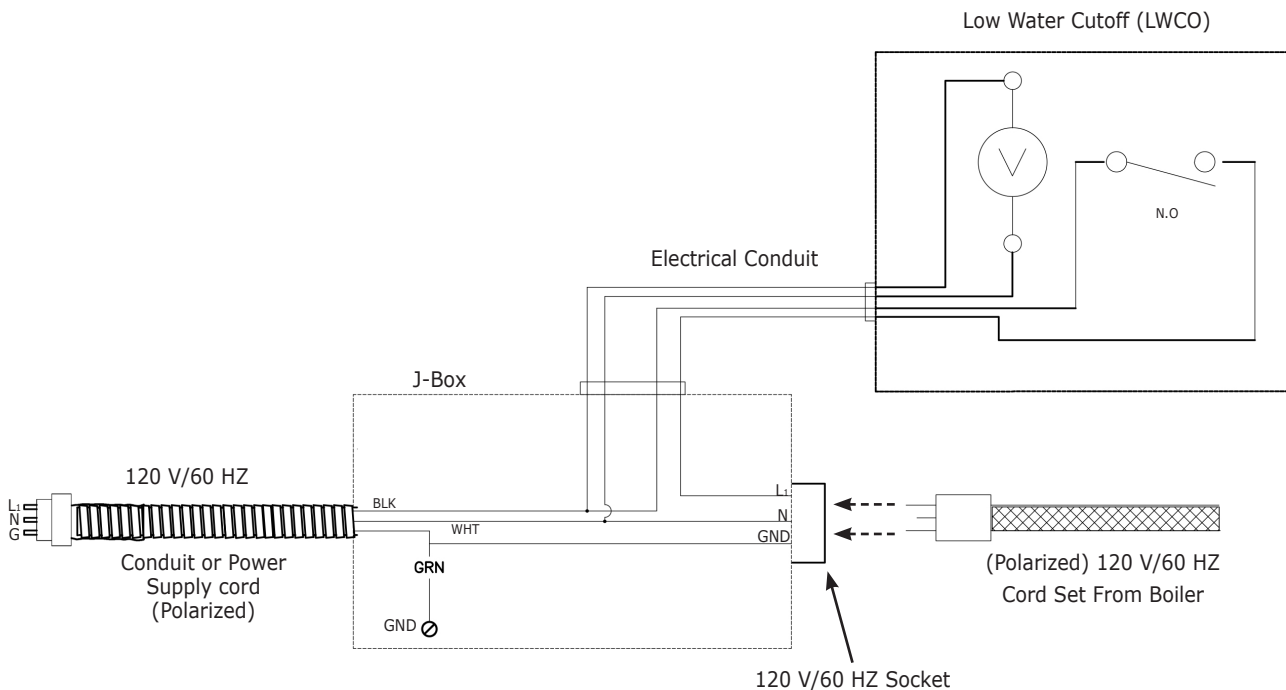 Low Water Cutoff (LWCO)
V
N.O
Electrical Conduit
J-Box
120 V/60 HZ
L1
N
G
BLK
WHT
GRN
GND
L1
N
GND
Conduit or Power
Supply cord
(Polarized)
(Polarized) 120 V/60 HZ
Cord Set From Boiler
120 V/60 HZ Socket